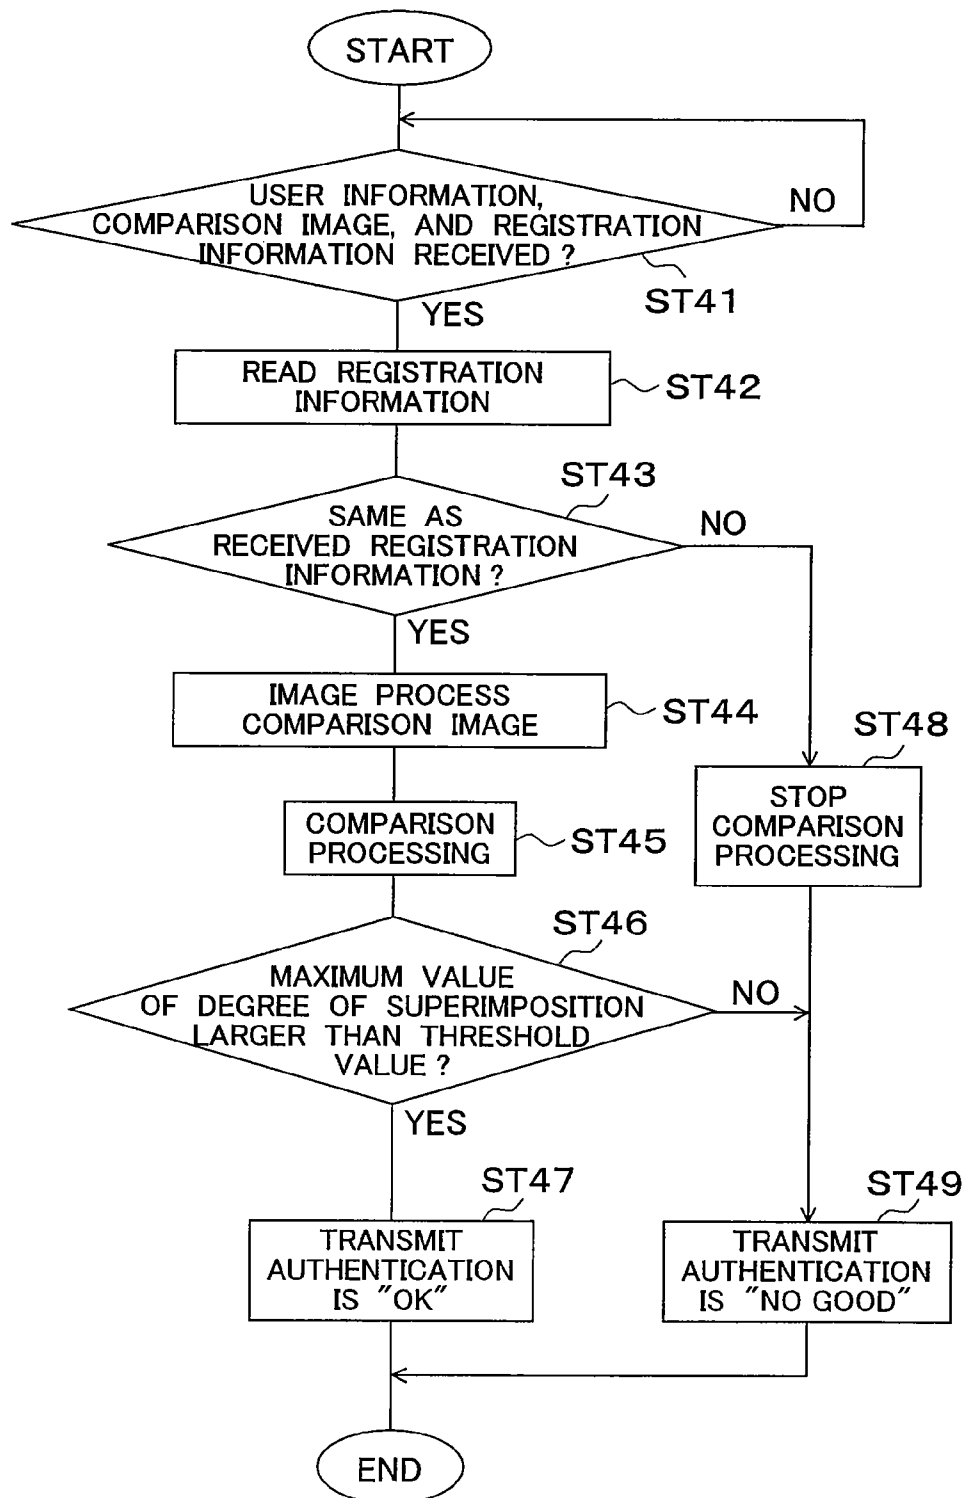 START
USER INFORMATION,
COMPARISON IMAGE, AND REGISTRATION
INFORMATION RECEIVED ?
NO
ST41
YES
READ REGISTRATION
INFORMATION
ST42
ST43
SAME AS
RECEIVED REGISTRATION
INFORMATION ?
NO
YES
IMAGE PROCESS
COMPARISON IMAGE
ST44
ST48
STOP
COMPARISON
PROCESSING
COMPARISON
PROCESSING
ST45
ST46
MAXIMUM VALUE
OF DEGREE OF SUPERIMPOSITION
LARGER THAN THRESHOLD
VALUE ?
NO
YES
ST47
TRANSMIT
AUTHENTICATION
IS "OK"
ST49
TRANSMIT
AUTHENTICATION
IS "NO GOOD"
END